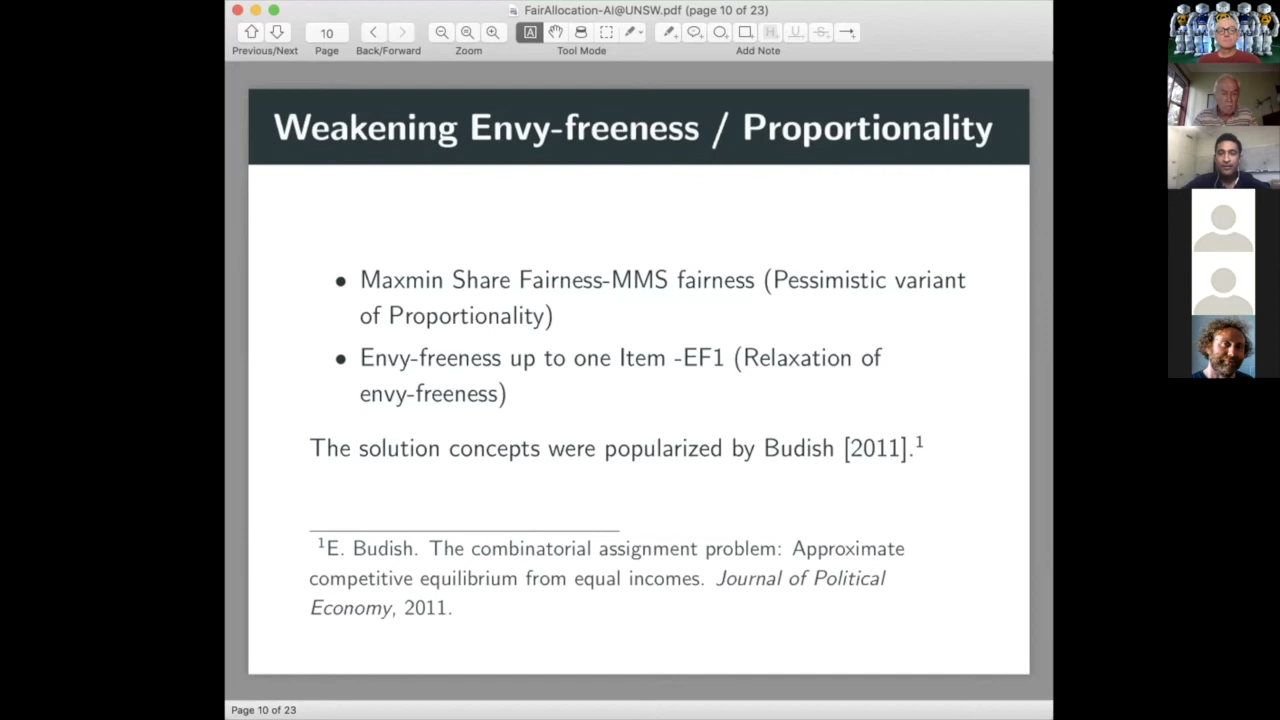 FairAllocation-AI@UNSW.pdf (page 10 of 23)
10
Previous/Next Page Back/Forward Zoom Tool Mode Add Note
Weakening Envy-freeness / Proportionality
• Maxmin Share Fairness-MMS fairness (Pessimistic variant
of Proportionality)
• Envy-freeness up to one Item -EF1 (Relaxation of
envy-freeness)
The solution concepts were popularized by Budish [2011].¹
¹E. Budish. The combinatorial assignment problem: Approximate
competitive equilibrium from equal incomes. Journal of Political
Economy, 2011.
Page 10 of 23